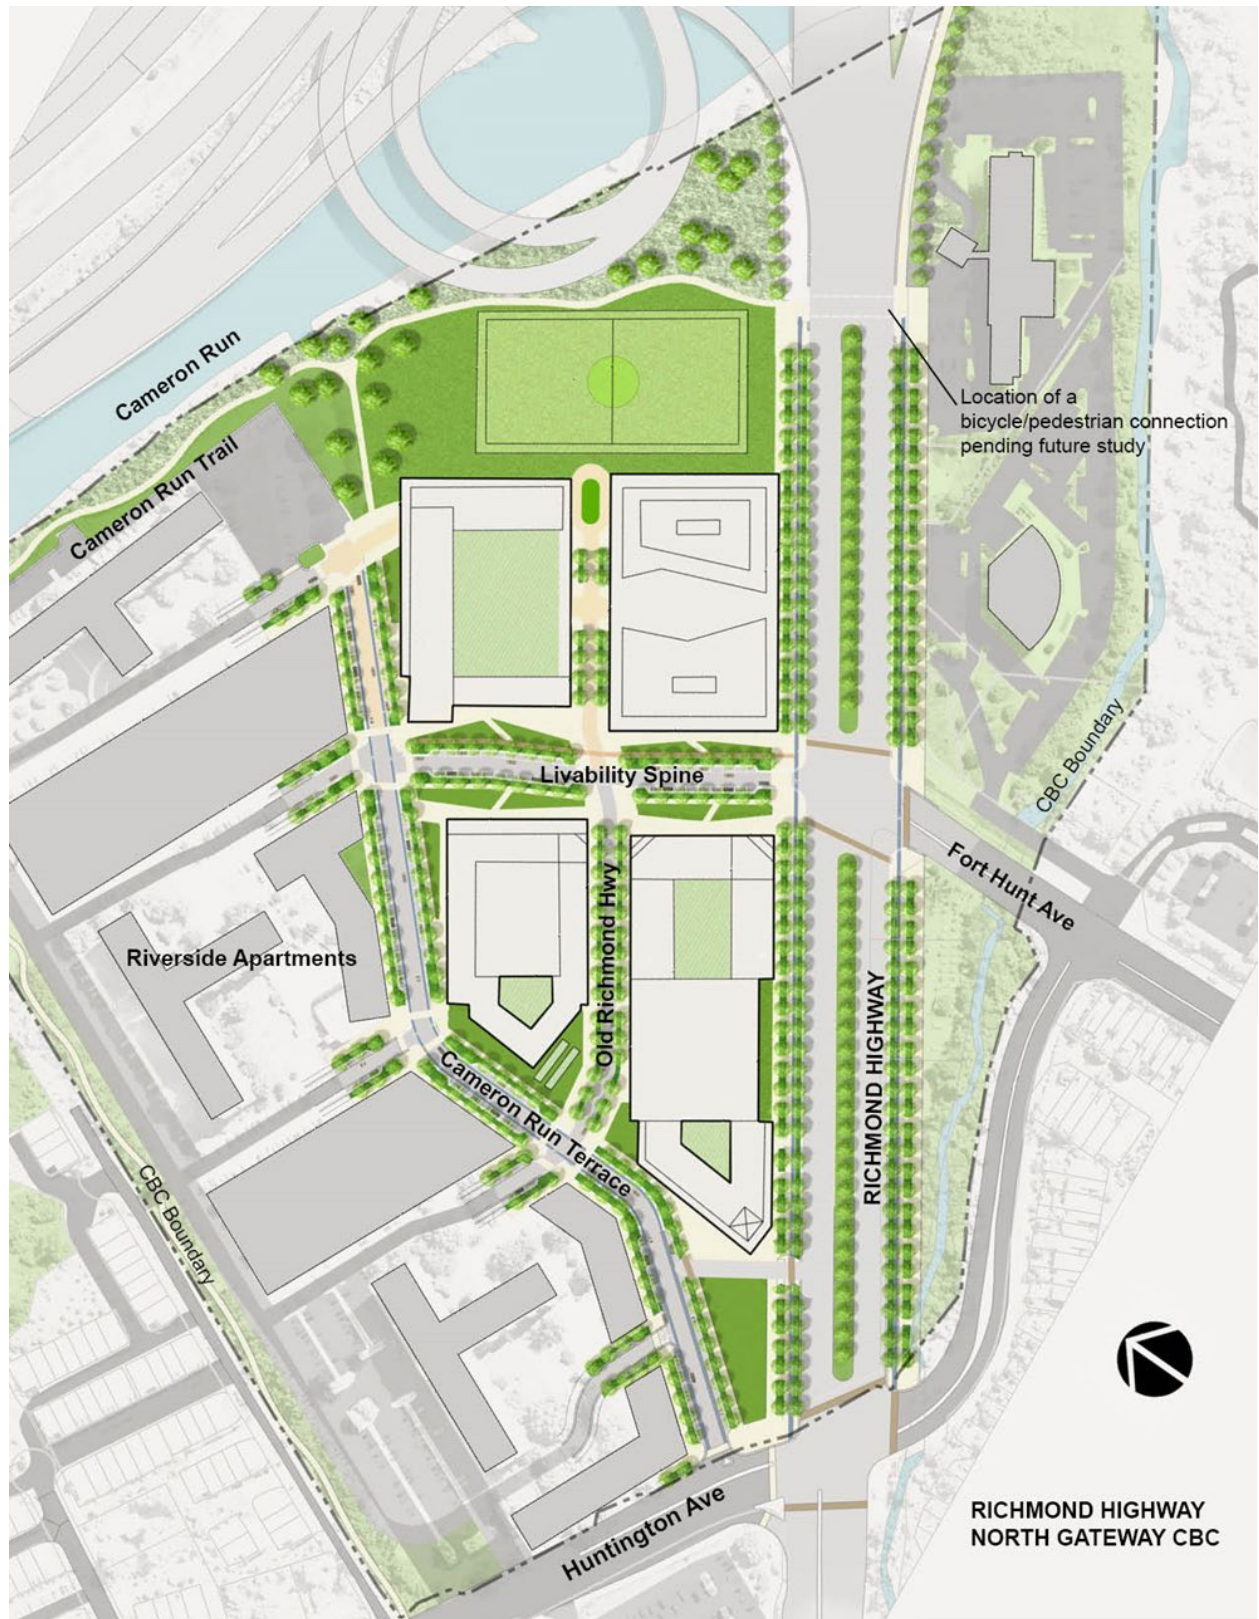 Cameron Run
Cameron Run Trail
Location of a
bicycle/pedestrian connection
pending future study
CBC Boundary
Livability Spine
Fort Hunt Ave
Old Richmond Hwy
Riverside Apartments
RICHMOND HIGHWAY
Cameron Run Terrace
CBC Boundary
Huntington Ave
RICHMOND HIGHWAY
NORTH GATEWAY CBC